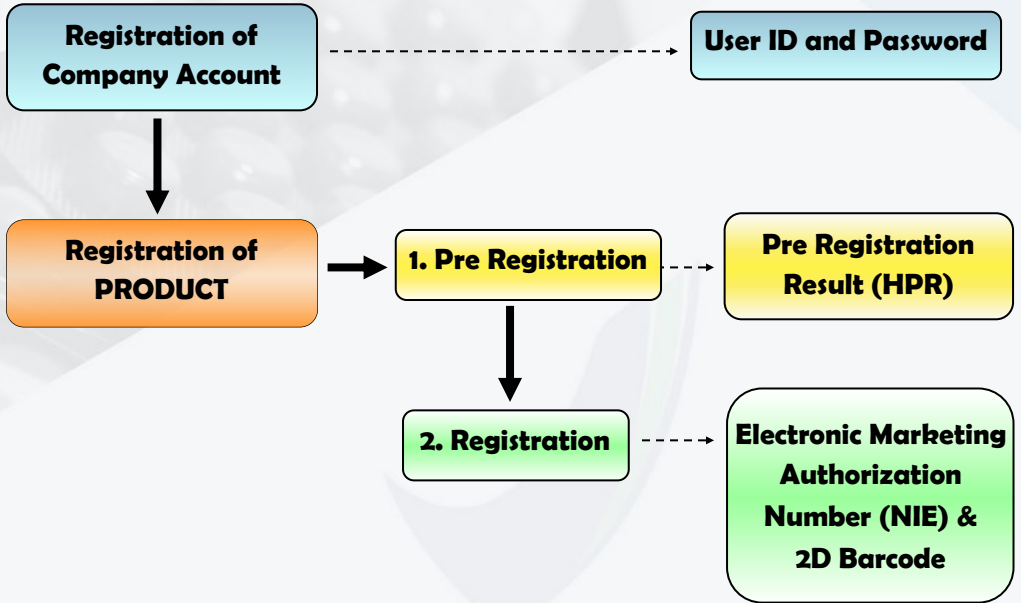 Registration of
Company Account
User ID and Password
Registration of
PRODUCT
1. Pre Registration
Pre Registration
Result (HPR)
2. Registration
Electronic Marketing
Authorization
Number (NIE) &
2D Barcode